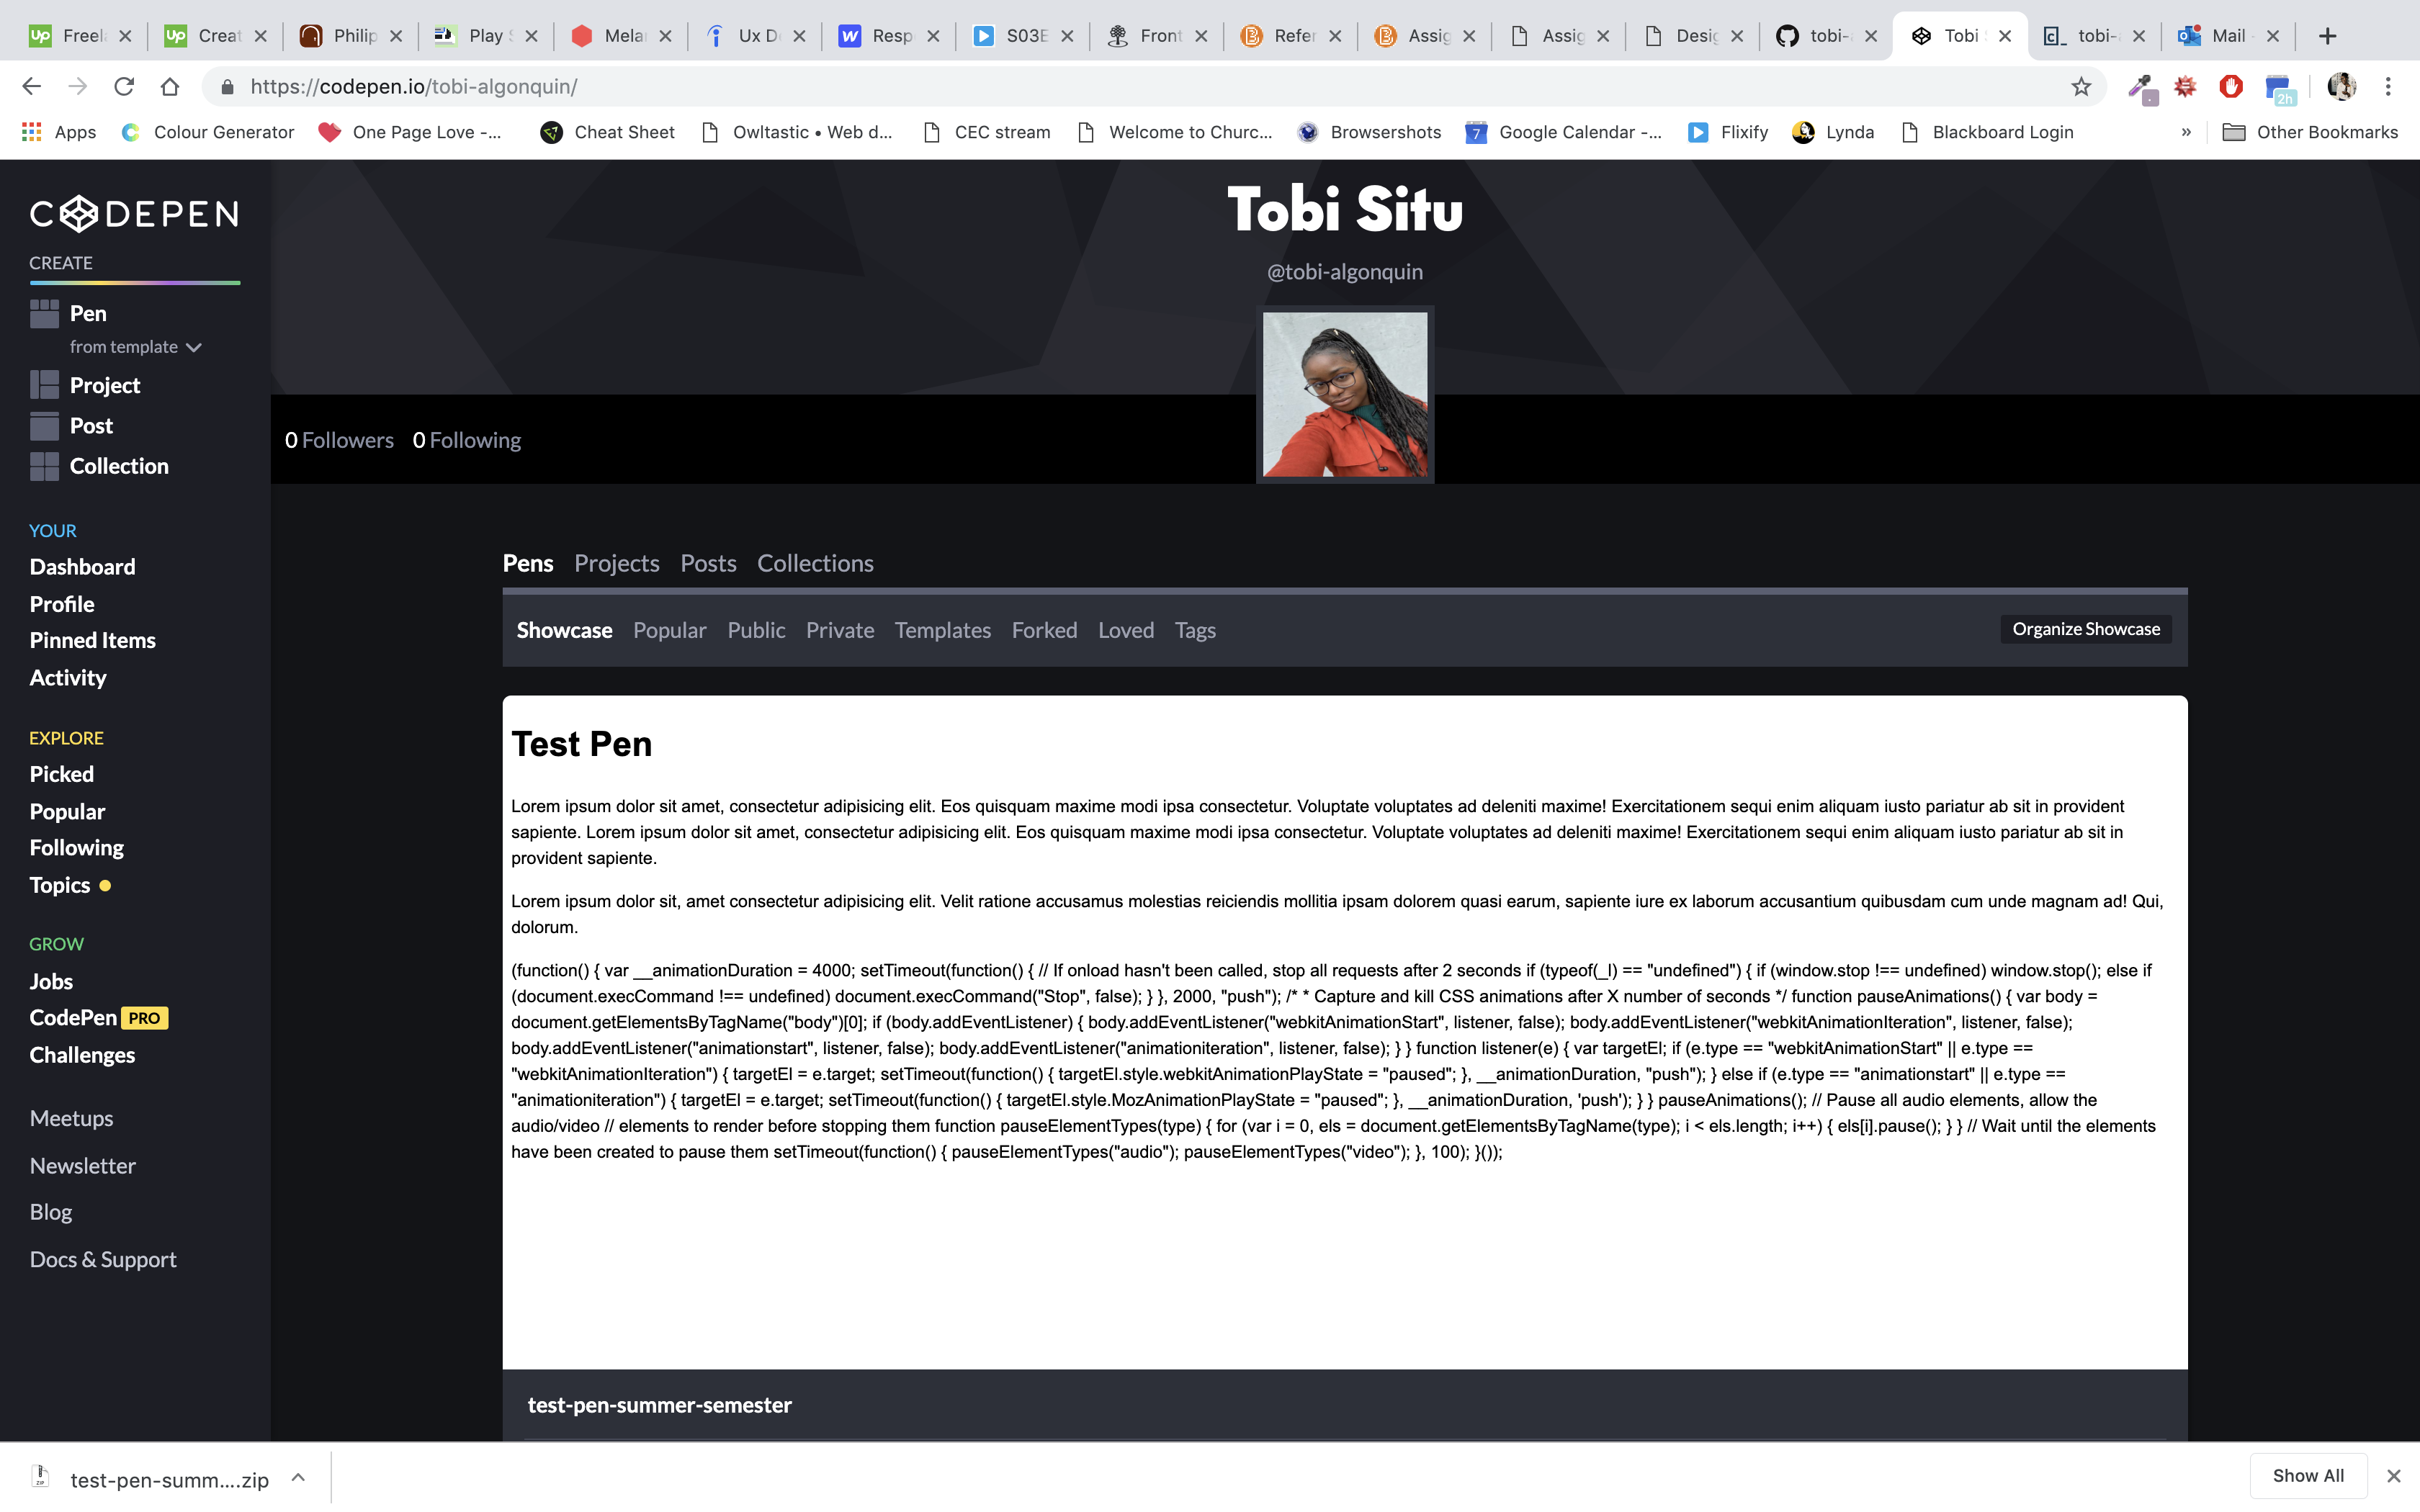 Freel
Creat
Philip
Play S
Melan
Ux D
Resp
S03E
Front
Refer
Assig
Assig
Desig
tobi-
Tobi
tobi-
Mail -
https://codepen.io/tobi-algonquin/
2h
Apps
Colour Generator
One Page Love -...
Cheat Sheet
Owltastic • Web d...
CEC stream
Welcome to Churc...
Browsershots
7
Google Calendar -...
Flixify
Lynda
Blackboard Login
»
Other Bookmarks
CODEPEN
CREATE
Pen
from template
Project
Post
Collection
YOUR
Dashboard
Profile
Pinned Items
Activity
EXPLORE
Picked
Popular
Following
Topics
GROW
Jobs
CodePen PRO
Challenges
Meetups
Newsletter
Blog
Docs & Support
Tobi Situ
@tobi-algonquin
0 Followers 0 Following
Pens Projects Posts Collections
Showcase Popular Public Private Templates Forked Loved Tags
Organize Showcase
Test Pen
Lorem ipsum dolor sit amet, consectetur adipisicing elit. Eos quisquam maxime modi ipsa consectetur. Voluptate voluptates ad deleniti maxime! Exercitationem sequi enim aliquam iusto pariatur ab sit in provident
sapiente. Lorem ipsum dolor sit amet, consectetur adipisicing elit. Eos quisquam maxime modi ipsa consectetur. Voluptate voluptates ad deleniti maxime! Exercitationem sequi enim aliquam iusto pariatur ab sit in
provident sapiente.
Lorem ipsum dolor sit, amet consectetur adipisicing elit. Velit ratione accusamus molestias reiciendis mollitia ipsam dolorem quasi earum, sapiente iure ex laborum accusantium quibusdam cum unde magnam ad! Qui,
dolorum.
(function() { var __animationDuration = 4000; setTimeout(function() { // If onload hasn't been called, stop all requests after 2 seconds if (typeof(_l) == "undefined") { if (window.stop !== undefined) window.stop(); else if
(document.execCommand !== undefined) document.execCommand("Stop", false); } }, 2000, "push"); /* * Capture and kill CSS animations after X number of seconds */ function pauseAnimations() { var body =
document.getElementsByTagName("body")[0]; if (body.addEventListener) { body.addEventListener("webkitAnimationStart", listener, false); body.addEventListener("webkitAnimationIteration", listener, false);
body.addEventListener("animationstart", listener, false); body.addEventListener("animationiteration", listener, false); } } function listener(e) { var targetEl; if (e.type == "webkitAnimationStart" || e.type ==
"webkitAnimationIteration") { targetEl = e.target; setTimeout(function() { targetEl.style.webkitAnimationPlayState = "paused"; }, __animationDuration, "push"); } else if (e.type == "animationstart" || e.type ==
"animationiteration") { targetEl = e.target; setTimeout(function() { targetEl.style.MozAnimationPlayState = "paused"; }, __animationDuration, 'push'); } } pauseAnimations(); // Pause all audio elements, allow the
audio/video // elements to render before stopping them function pauseElementTypes(type) { for (var i = 0, els = document.getElementsByTagName(type); i < els.length; i++) { els[i].pause(); } } // Wait until the elements
have been created to pause them setTimeout(function() { pauseElementTypes("audio"); pauseElementTypes("video"); }, 100); }());
test-pen-summer-semester
test-pen-summ....zip
Show All